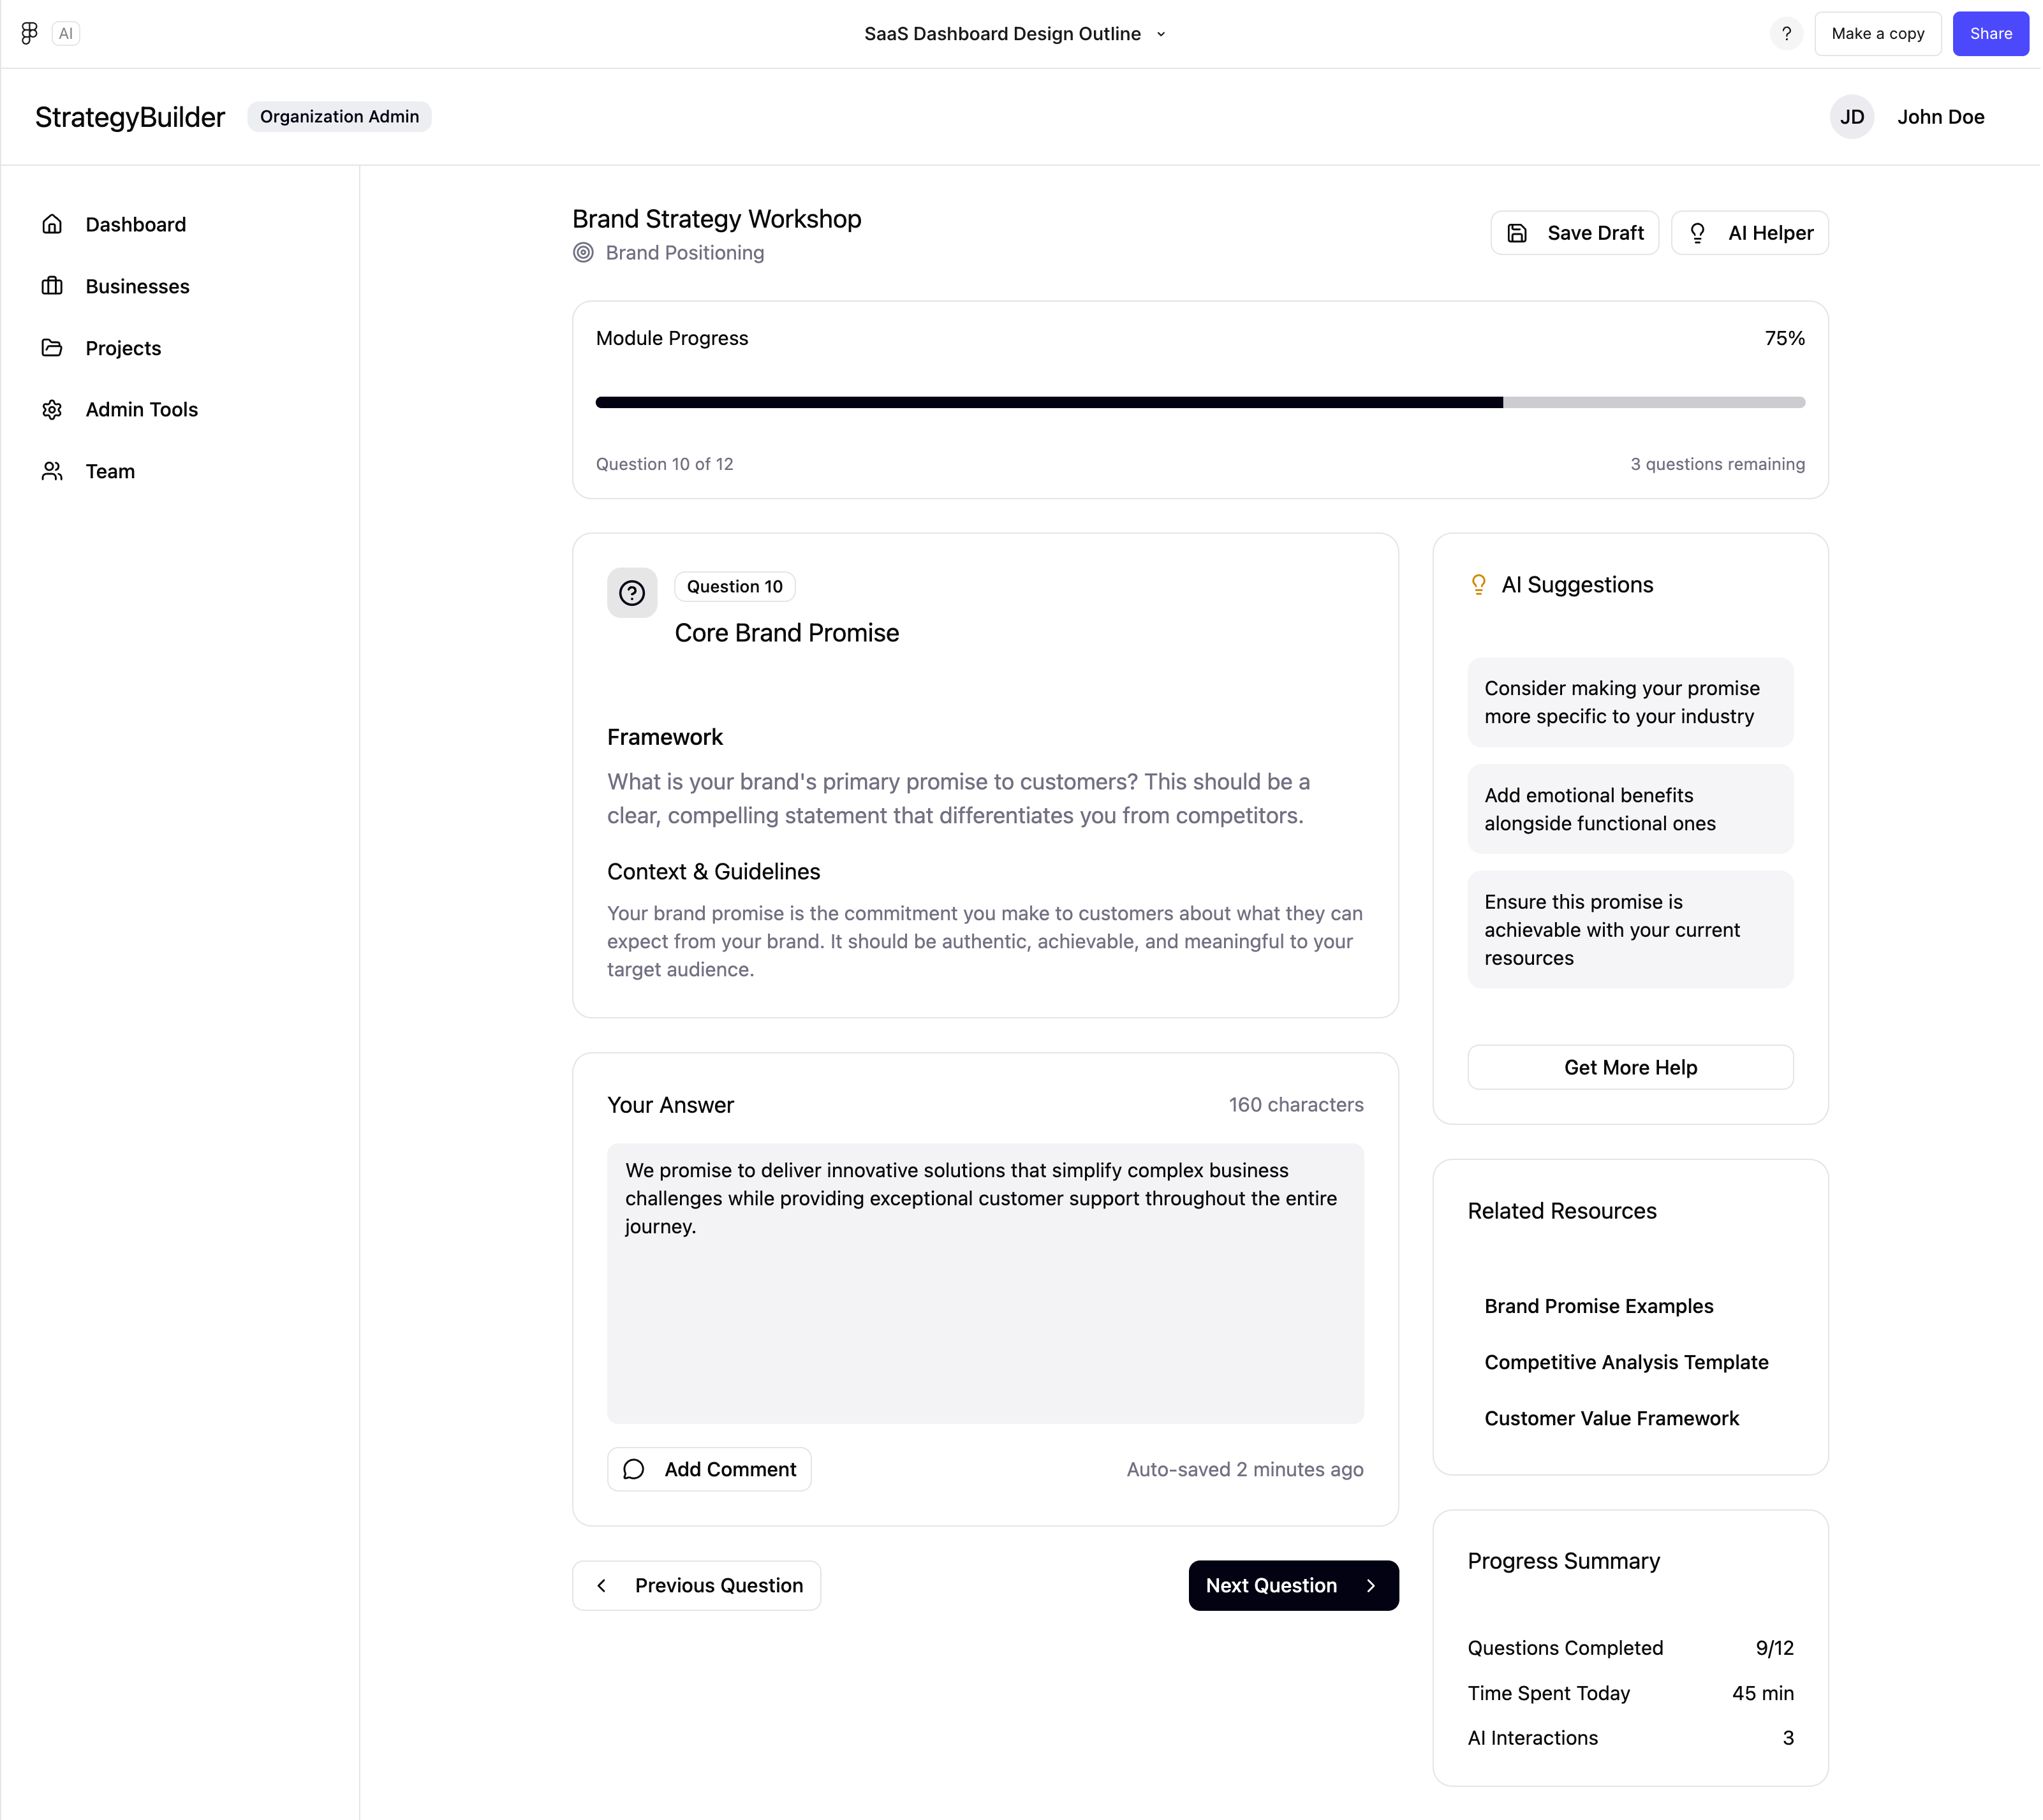 AI
SaaS Dashboard Design Outline
?
Make a copy
Share
StrategyBuilder
Organization Admin
JD
John Doe
Dashboard
Businesses
Projects
Admin Tools
Team
Brand Strategy Workshop
Brand Positioning
Save Draft
AI Helper
Module Progress
75%
Question 10 of 12
3 questions remaining
Question 10
Core Brand Promise
Framework
What is your brand's primary promise to customers? This should be a
clear, compelling statement that differentiates you from competitors.
Context & Guidelines
Your brand promise is the commitment you make to customers about what they can
expect from your brand. It should be authentic, achievable, and meaningful to your
target audience.
Your Answer
160 characters
We promise to deliver innovative solutions that simplify complex business
challenges while providing exceptional customer support throughout the entire
journey.
Add Comment
Auto-saved 2 minutes ago
Previous Question
Next Question
AI Suggestions
Consider making your promise
more specific to your industry
Add emotional benefits
alongside functional ones
Ensure this promise is
achievable with your current
resources
Get More Help
Related Resources
Brand Promise Examples
Competitive Analysis Template
Customer Value Framework
Progress Summary
Questions Completed
9/12
Time Spent Today
45 min
AI Interactions
3